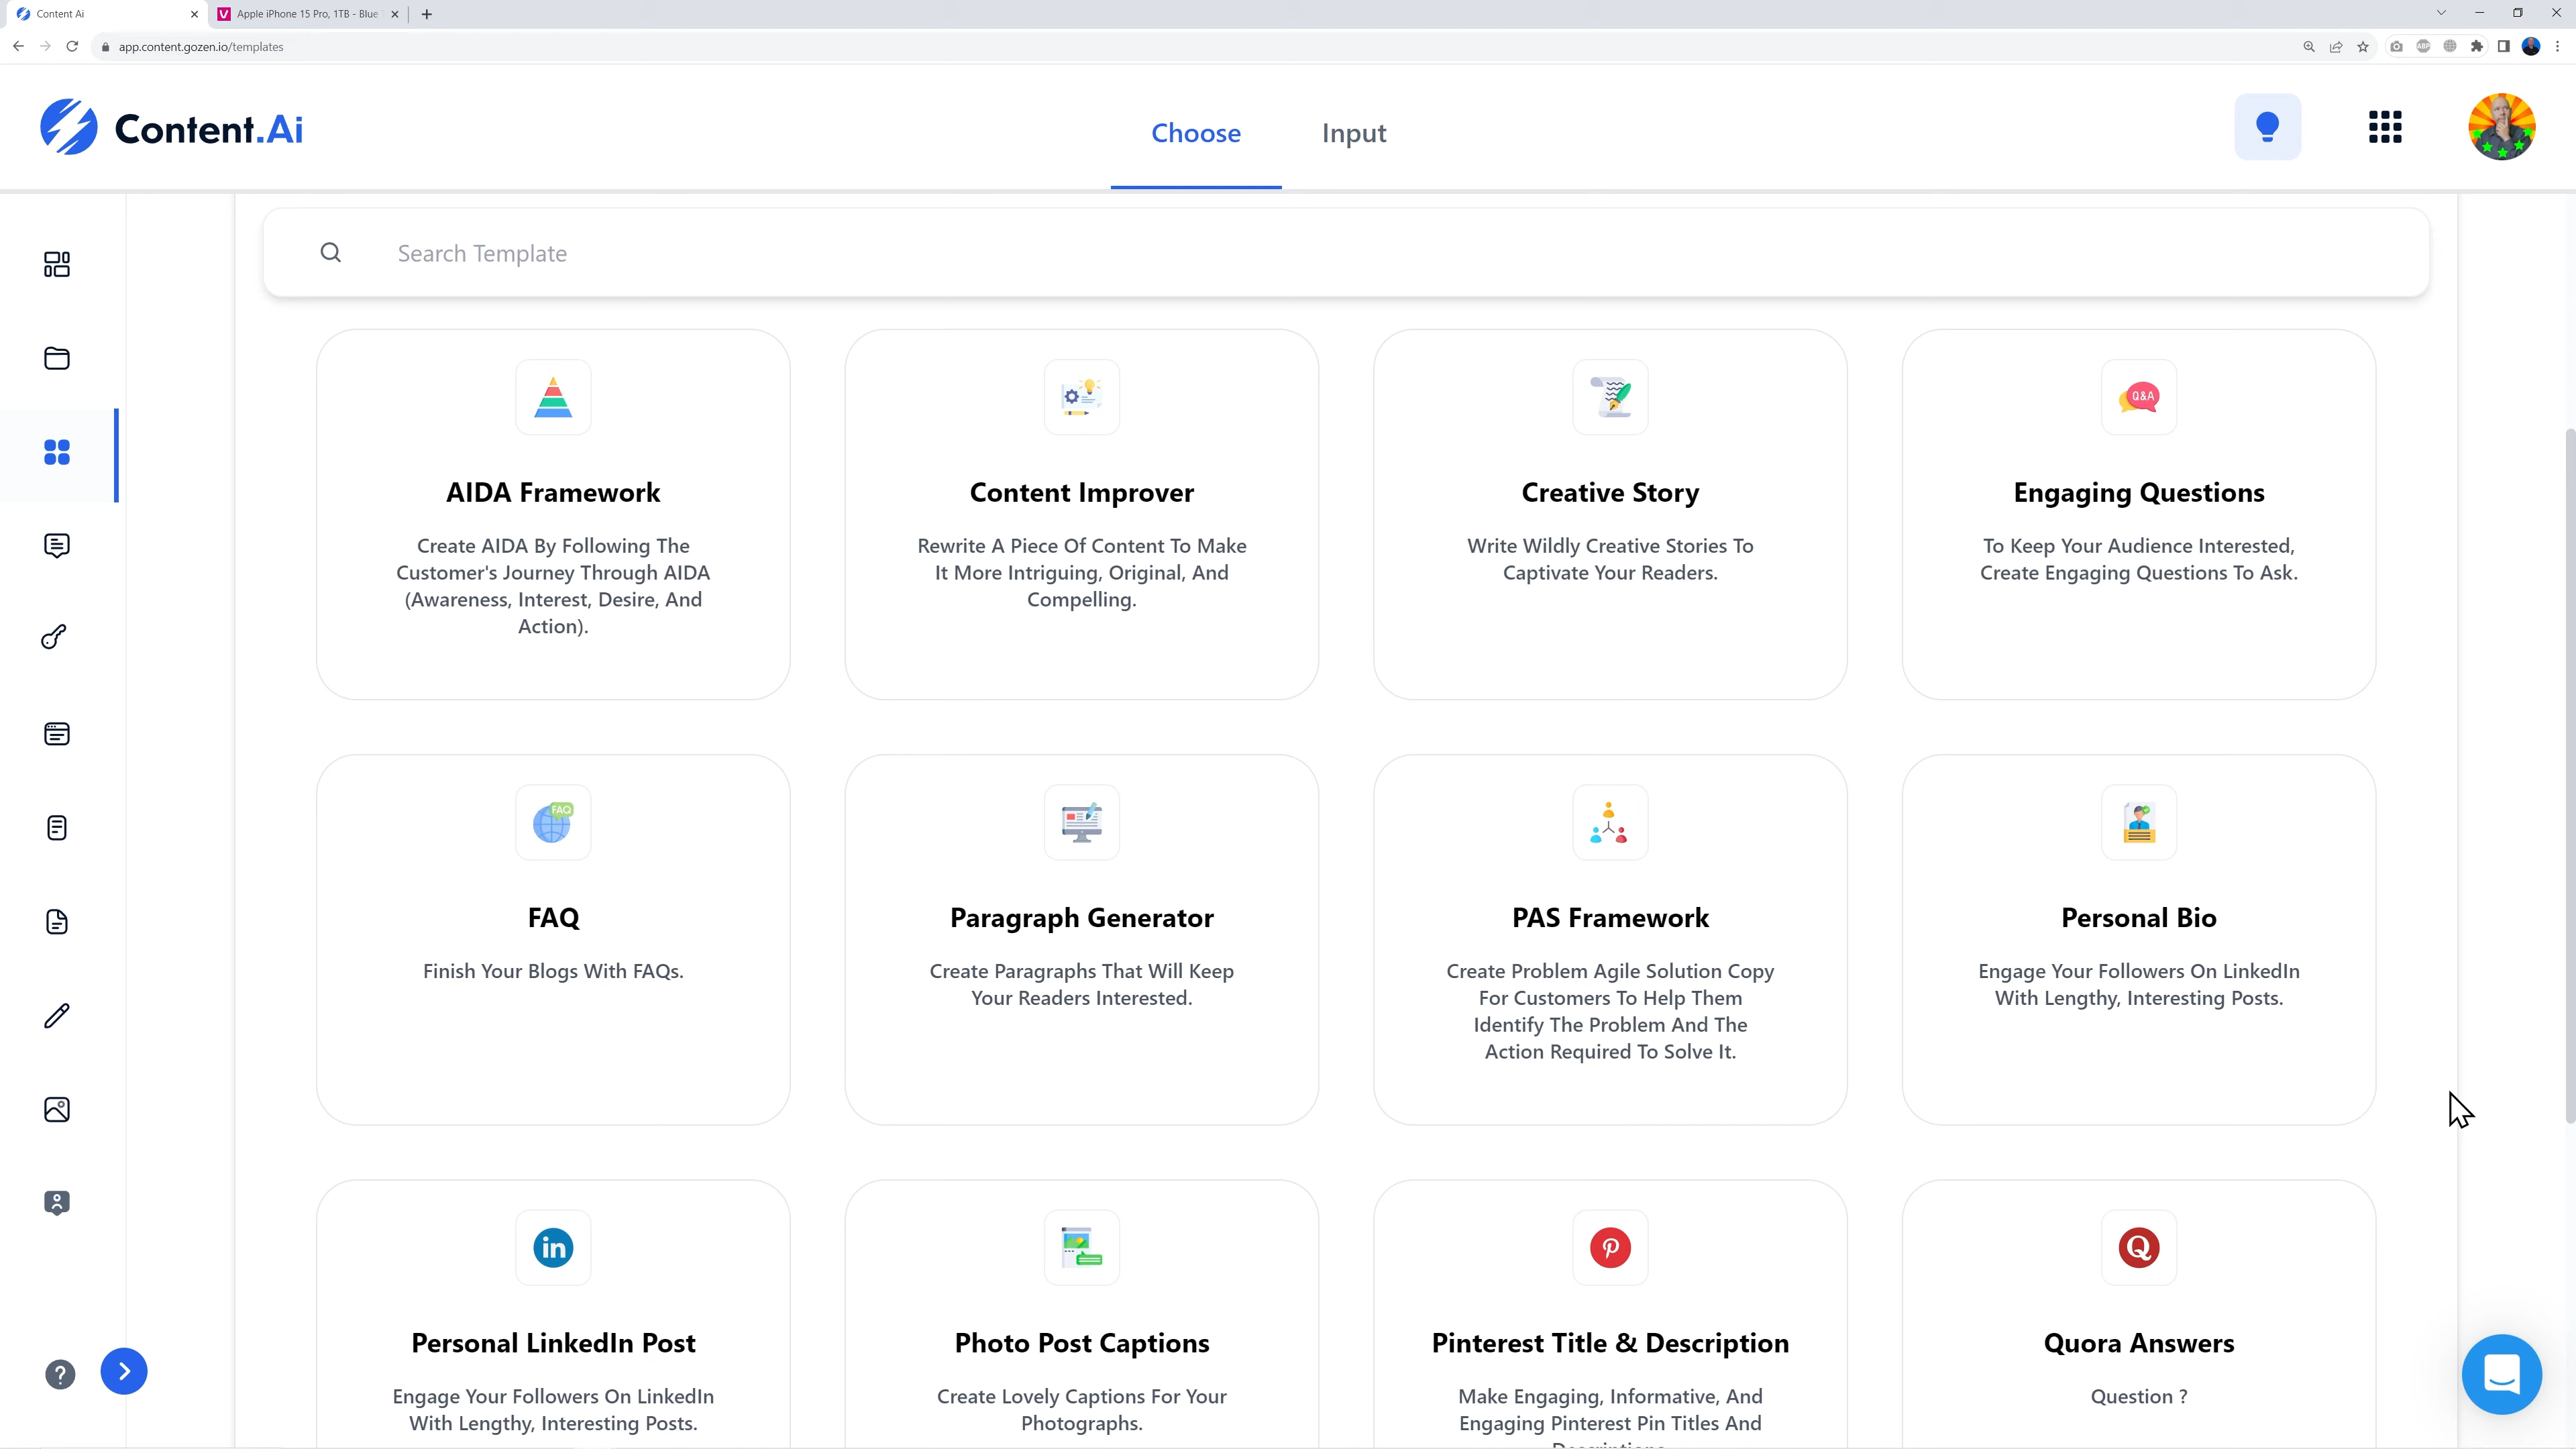 Content Ai
Apple iPhone 15 Pro, 1TB - Blue
app.content.gozen.io/templates
ABP
Content.Ai
Choose
Input
Search Template
AIDA Framework
Create AIDA By Following The
Customer's Journey Through AIDA
(Awareness, Interest, Desire, And
Action).
Content Improver
Rewrite A Piece Of Content To Make
It More Intriguing, Original, And
Compelling.
Creative Story
Write Wildly Creative Stories To
Captivate Your Readers.
Q&A
Engaging Questions
To Keep Your Audience Interested,
Create Engaging Questions To Ask.
FAQ
FAQ
Finish Your Blogs With FAQs.
Paragraph Generator
Create Paragraphs That Will Keep
Your Readers Interested.
PAS Framework
Create Problem Agile Solution Copy
For Customers To Help Them
Identify The Problem And The
Action Required To Solve It.
Personal Bio
Engage Your Followers On LinkedIn
With Lengthy, Interesting Posts.
in
Personal LinkedIn Post
Engage Your Followers On LinkedIn
With Lengthy, Interesting Posts.
Photo Post Captions
Create Lovely Captions For Your
Photographs.
Pinterest Title & Description
Make Engaging, Informative, And
Engaging Pinterest Pin Titles And
Q
Quora Answers
Question ?